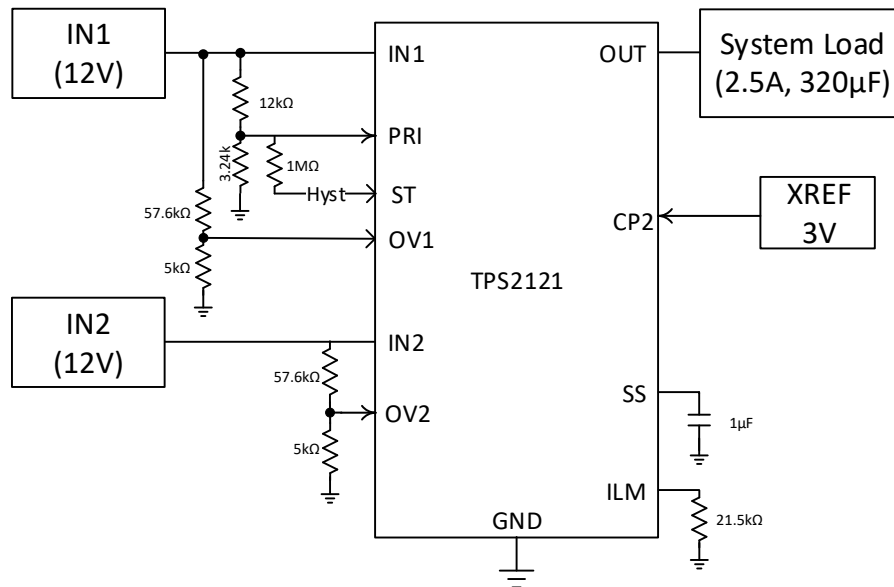 IN1
(12V)
IN1
OUT
System Load
(2.5A, 320µF)
12kΩ
PRI
3.24k
1MΩ
Hyst
ST
57.6kΩ
OV1
5kΩ
XREF
3V
CP2
TPS2121
IN2
(12V)
IN2
57.6kΩ
OV2
5kΩ
SS
1µF
ILM
21.5kΩ
GND